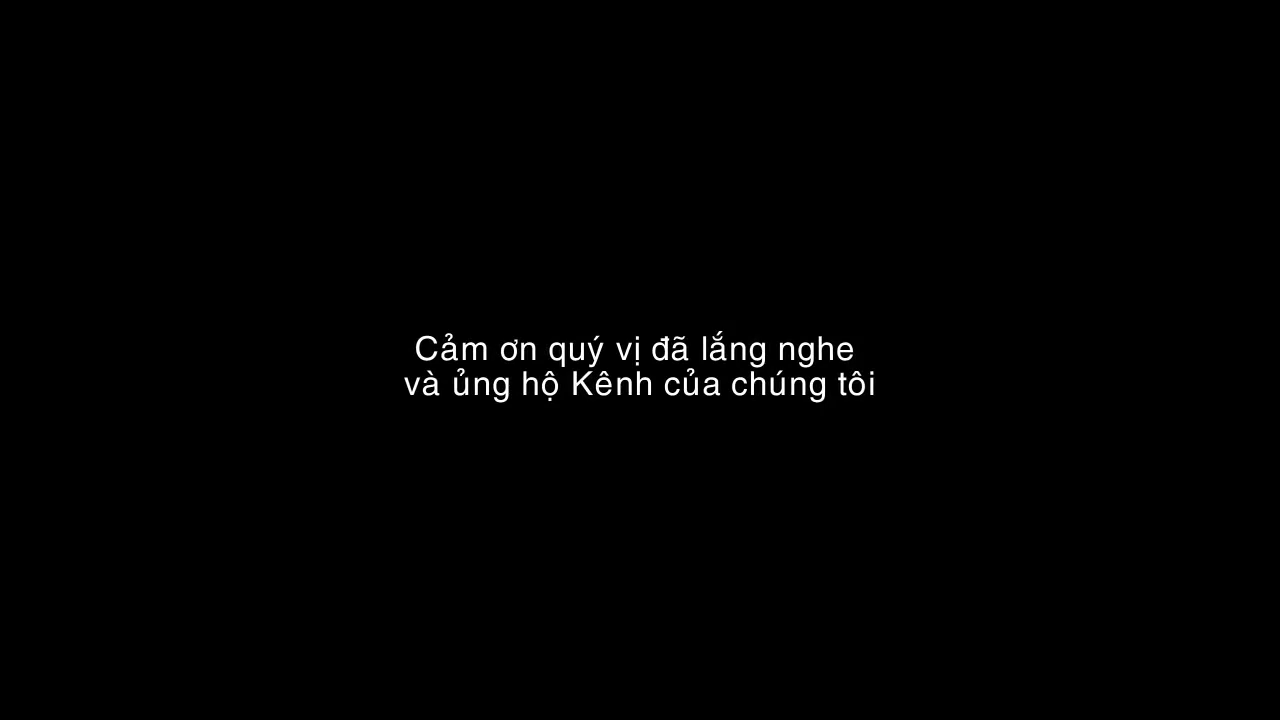 Cảm ơn quý vị đã lắng nghe
và ủng hộ Kênh của chúng tôi